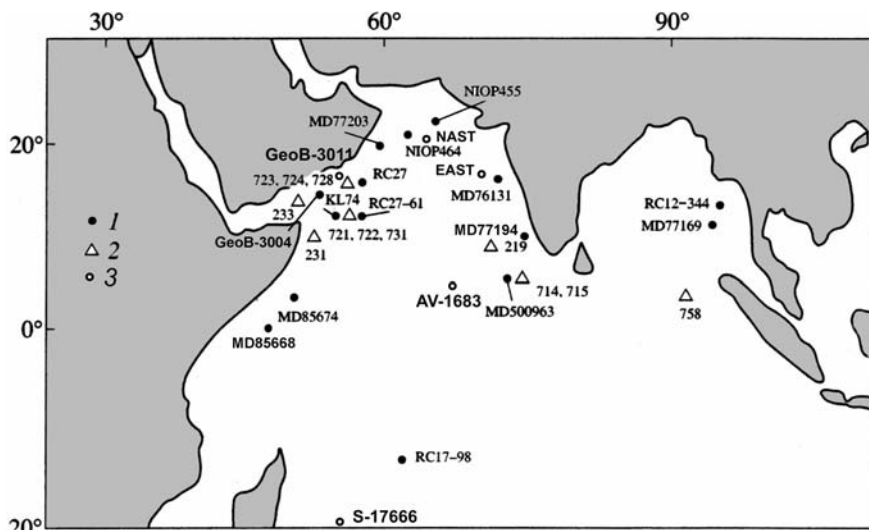 30° 60° 90°
NIOP455
MD77203
NAST
20°
NIOP464
GeoB-3011
EAST
723, 724, 728
RC27
MD76131
KL74
RC27–61
RC12–344
233
MD77194
MD77169
1
GeoB-3004
721, 722, 731
219
2
231
3
714, 715
AV-1683
MD500963
MD85674
758
0°
MD85668
RC17–98
S-17666
20°